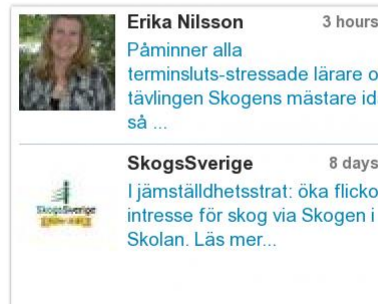 Erika Nilsson 3 hours
Påminner alla
terminsluts-stressade lärare o
tävlingen Skogens mästare id
så ...
SkogsSverige 8 days
I jämställdhetsstrat: öka flicko
SkogsSverige
intresse för skog via Skogen i
Skolan. Läs mer...